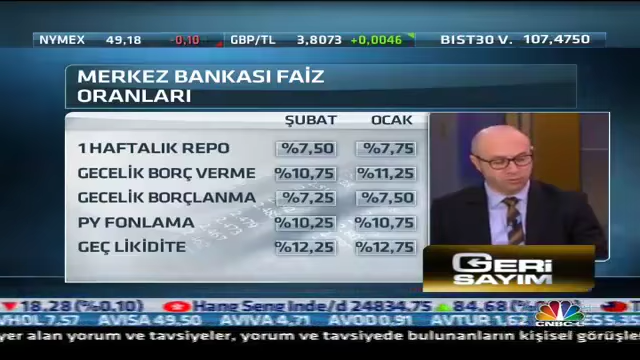 NYMEX 49,18 -0,10 GBP/TL 3,8073 +0,0046 BIST30 V. 107,4750
MERKEZ BANKASI FAİZ
ORANLARI
ŞUBAT OCAK
1 HAFTALIK REPO %7,50 %7,75
GECELİK BORÇ VERME %10,75 %11,25
GECELİK BORÇLANMA %7,25 %7,50
PY FONLAMA %10,25 %10,75
GEÇ LİKİDİTE %12,25 %12,75
GERİ
SAYIM
18.28 (%0.10) Hang Seng Inde/d 24834.75 84.68 (%0.
VHOL 7,57 AVISA 49,50 AVIVA 4,71 AVOD 0,91 AVTUR 1,62
CNBC-e
yer alan yorum ve tavsiyeler, yorum ve tavsiyede bulunanların kişisel görüşle